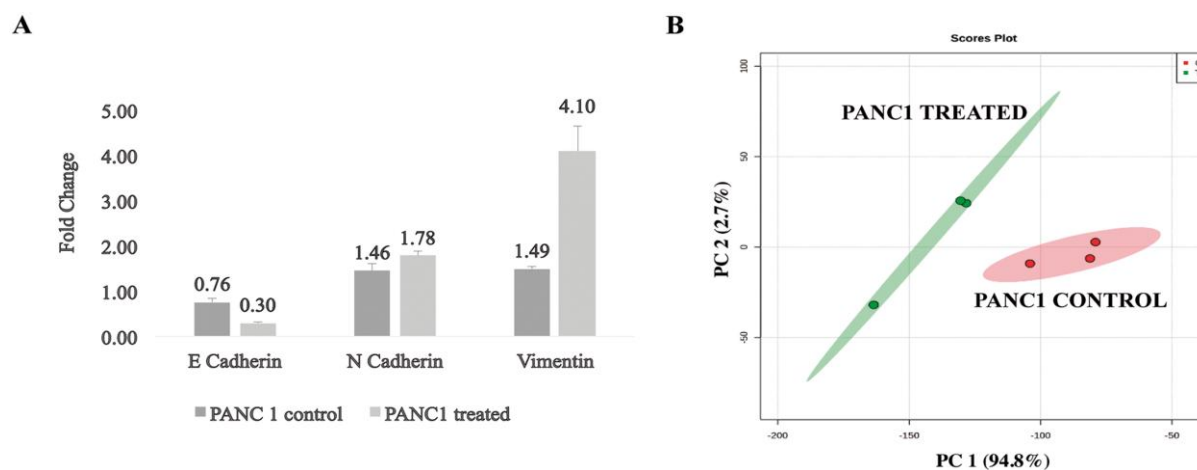 A
5.00
4.00
3.00
2.00
1.00
0.00
Fold Change
0.76
0.30
1.46
1.78
1.49
4.10
E Cadherin
N Cadherin
Vimentin
PANC 1 control
PANC1 treated
B
Scores Plot
PANC1 TREATED
PANC1 CONTROL
PC 2 (2.7%)
100
50
0
-50
-200
-150
-100
-50
PC 1 (94.8%)